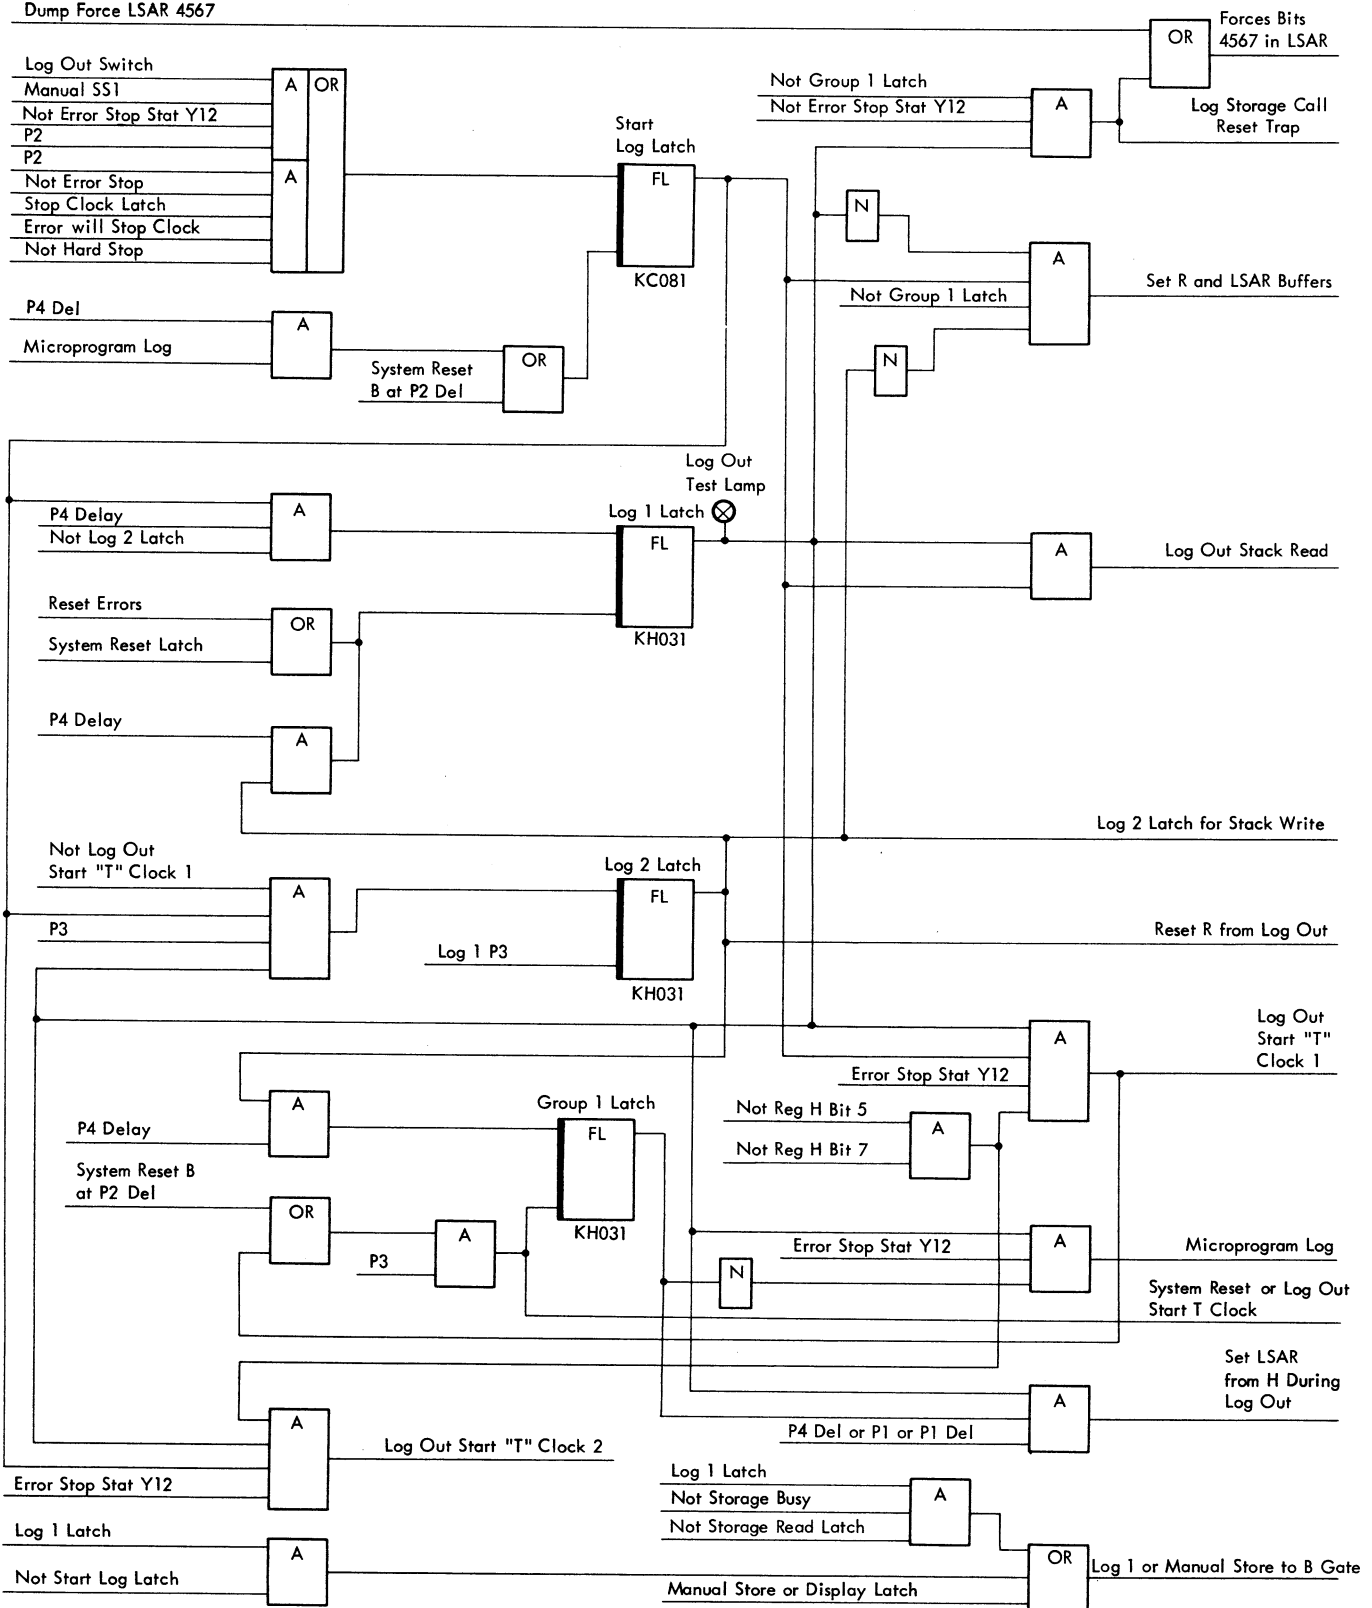 Dump Force LSAR 4567
OR
Forces Bits
4567 in LSAR
Log Out Switch
Manual SS1
Not Error Stop Stat Y12
P2
P2
Not Error Stop
Stop Clock Latch
Error will Stop Clock
Not Hard Stop
A
OR
A
Start
Log Latch
FL
KC081
Not Group 1 Latch
Not Error Stop Stat Y12
A
Log Storage Call
Reset Trap
N
A
Set R and LSAR Buffers
Not Group 1 Latch
N
P4 Del
Microprogram Log
A
System Reset
B at P2 Del
OR
Log Out
Test Lamp
P4 Delay
Not Log 2 Latch
A
Log 1 Latch
FL
KH031
A
Log Out Stack Read
Reset Errors
System Reset Latch
OR
P4 Delay
A
Log 2 Latch for Stack Write
Not Log Out
Start "T" Clock 1
P3
A
Log 2 Latch
FL
Log 1 P3
KH031
Reset R from Log Out
Log Out
Start "T"
Clock 1
A
Error Stop Stat Y12
P4 Delay
A
Group 1 Latch
FL
KH031
Not Reg H Bit 5
Not Reg H Bit 7
A
System Reset B
at P2 Del
OR
P3
A
Error Stop Stat Y12
N
A
Microprogram Log
System Reset or Log Out
Start T Clock
Set LSAR
from H During
Log Out
A
P4 Del or P1 or P1 Del
A
Log Out Start "T" Clock 2
Error Stop Stat Y12
Log 1 Latch
Not Storage Busy
Not Storage Read Latch
A
Log 1 Latch
Not Start Log Latch
A
Manual Store or Display Latch
OR
Log 1 or Manual Store to B Gate